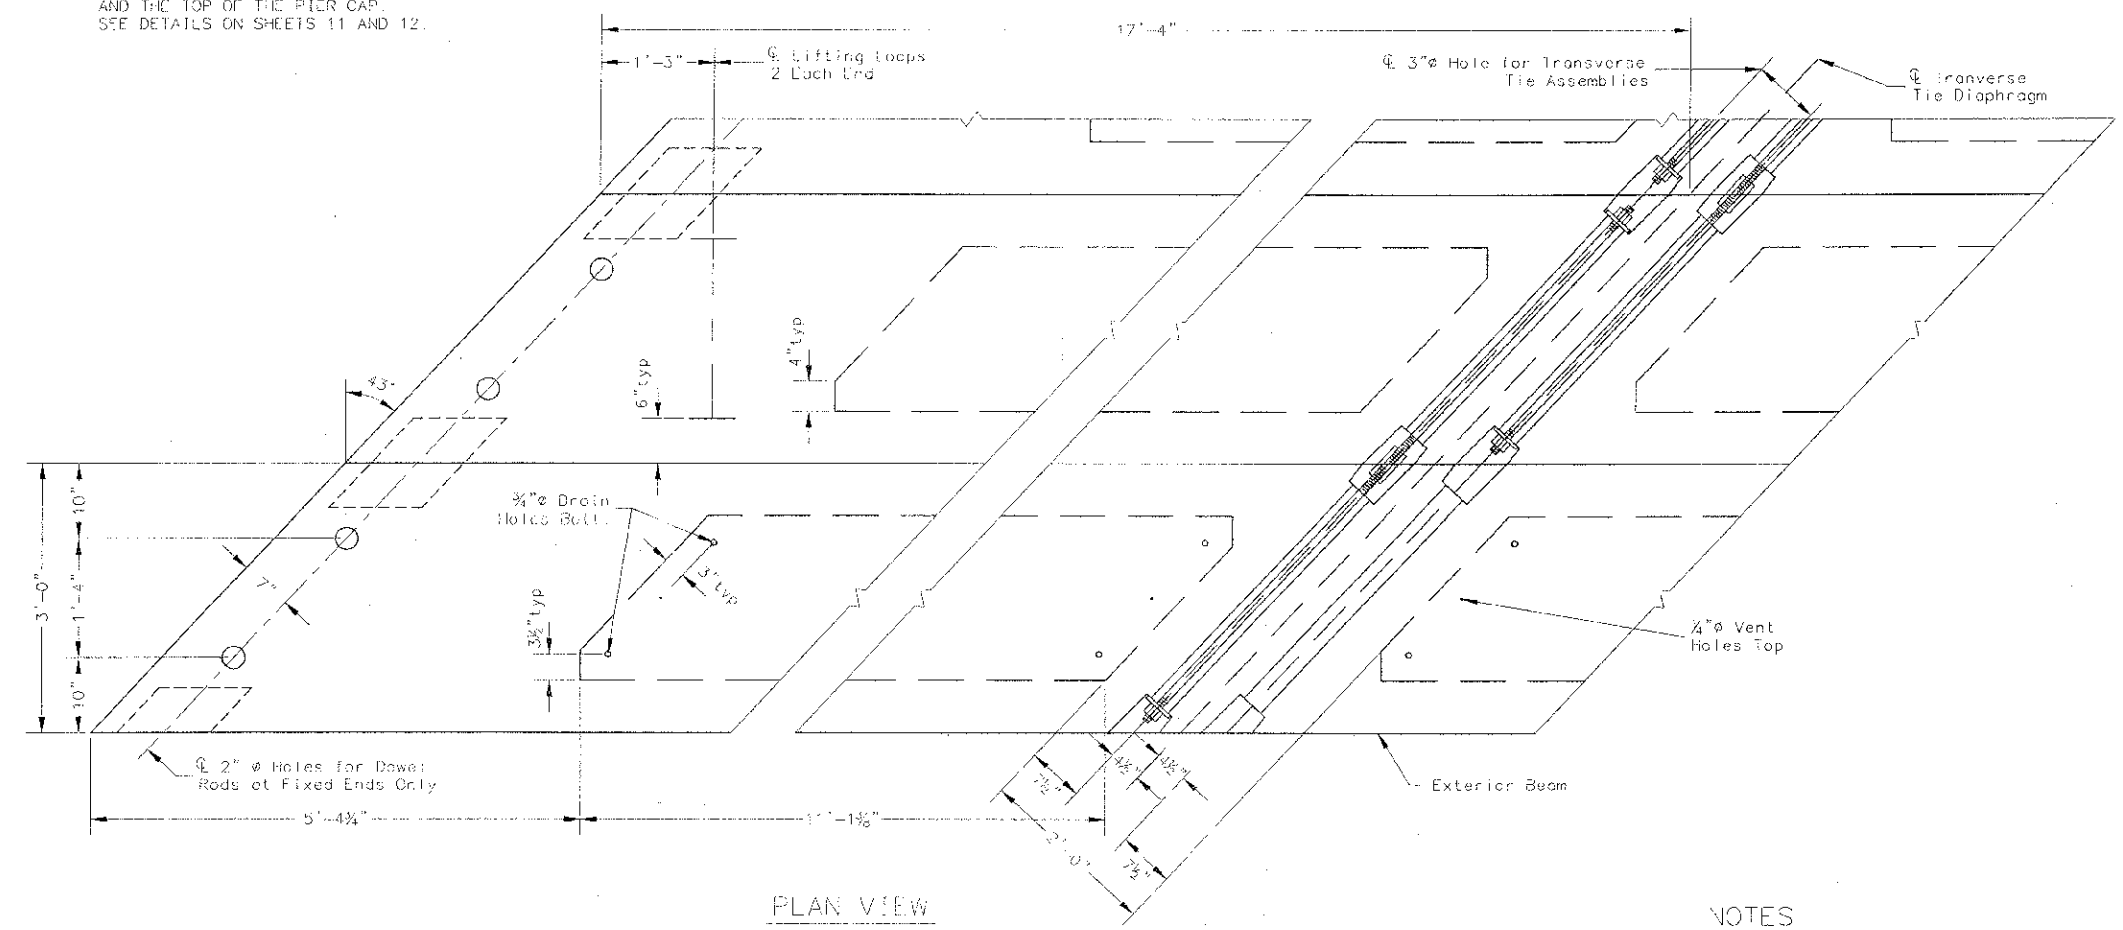 AND THE TOP OF THE PIER CAP.
SEE DETAILS ON SHEETS 11 AND 12.
17'-4"
1'-3"
℄ Lifting Loops
2 Each End
℄ 3"ø Hole for Transverse
Tie Assemblies
℄ Tranverse
Tie Diaphragm
43°
4"typ
6"typ
3'-0"
10"
1'-4"
10"
7"
¾"ø Drain
Holes Bott.
3"typ
3½"typ
¼"ø Vent
Holes Top
℄ 2" ø Holes for Dowel
Rods at Fixed Ends Only
7½"
4½"
4½"
Exterior Beam
5'-4¾"
2'-0"
7½"
PLAN VIEW
NOTES